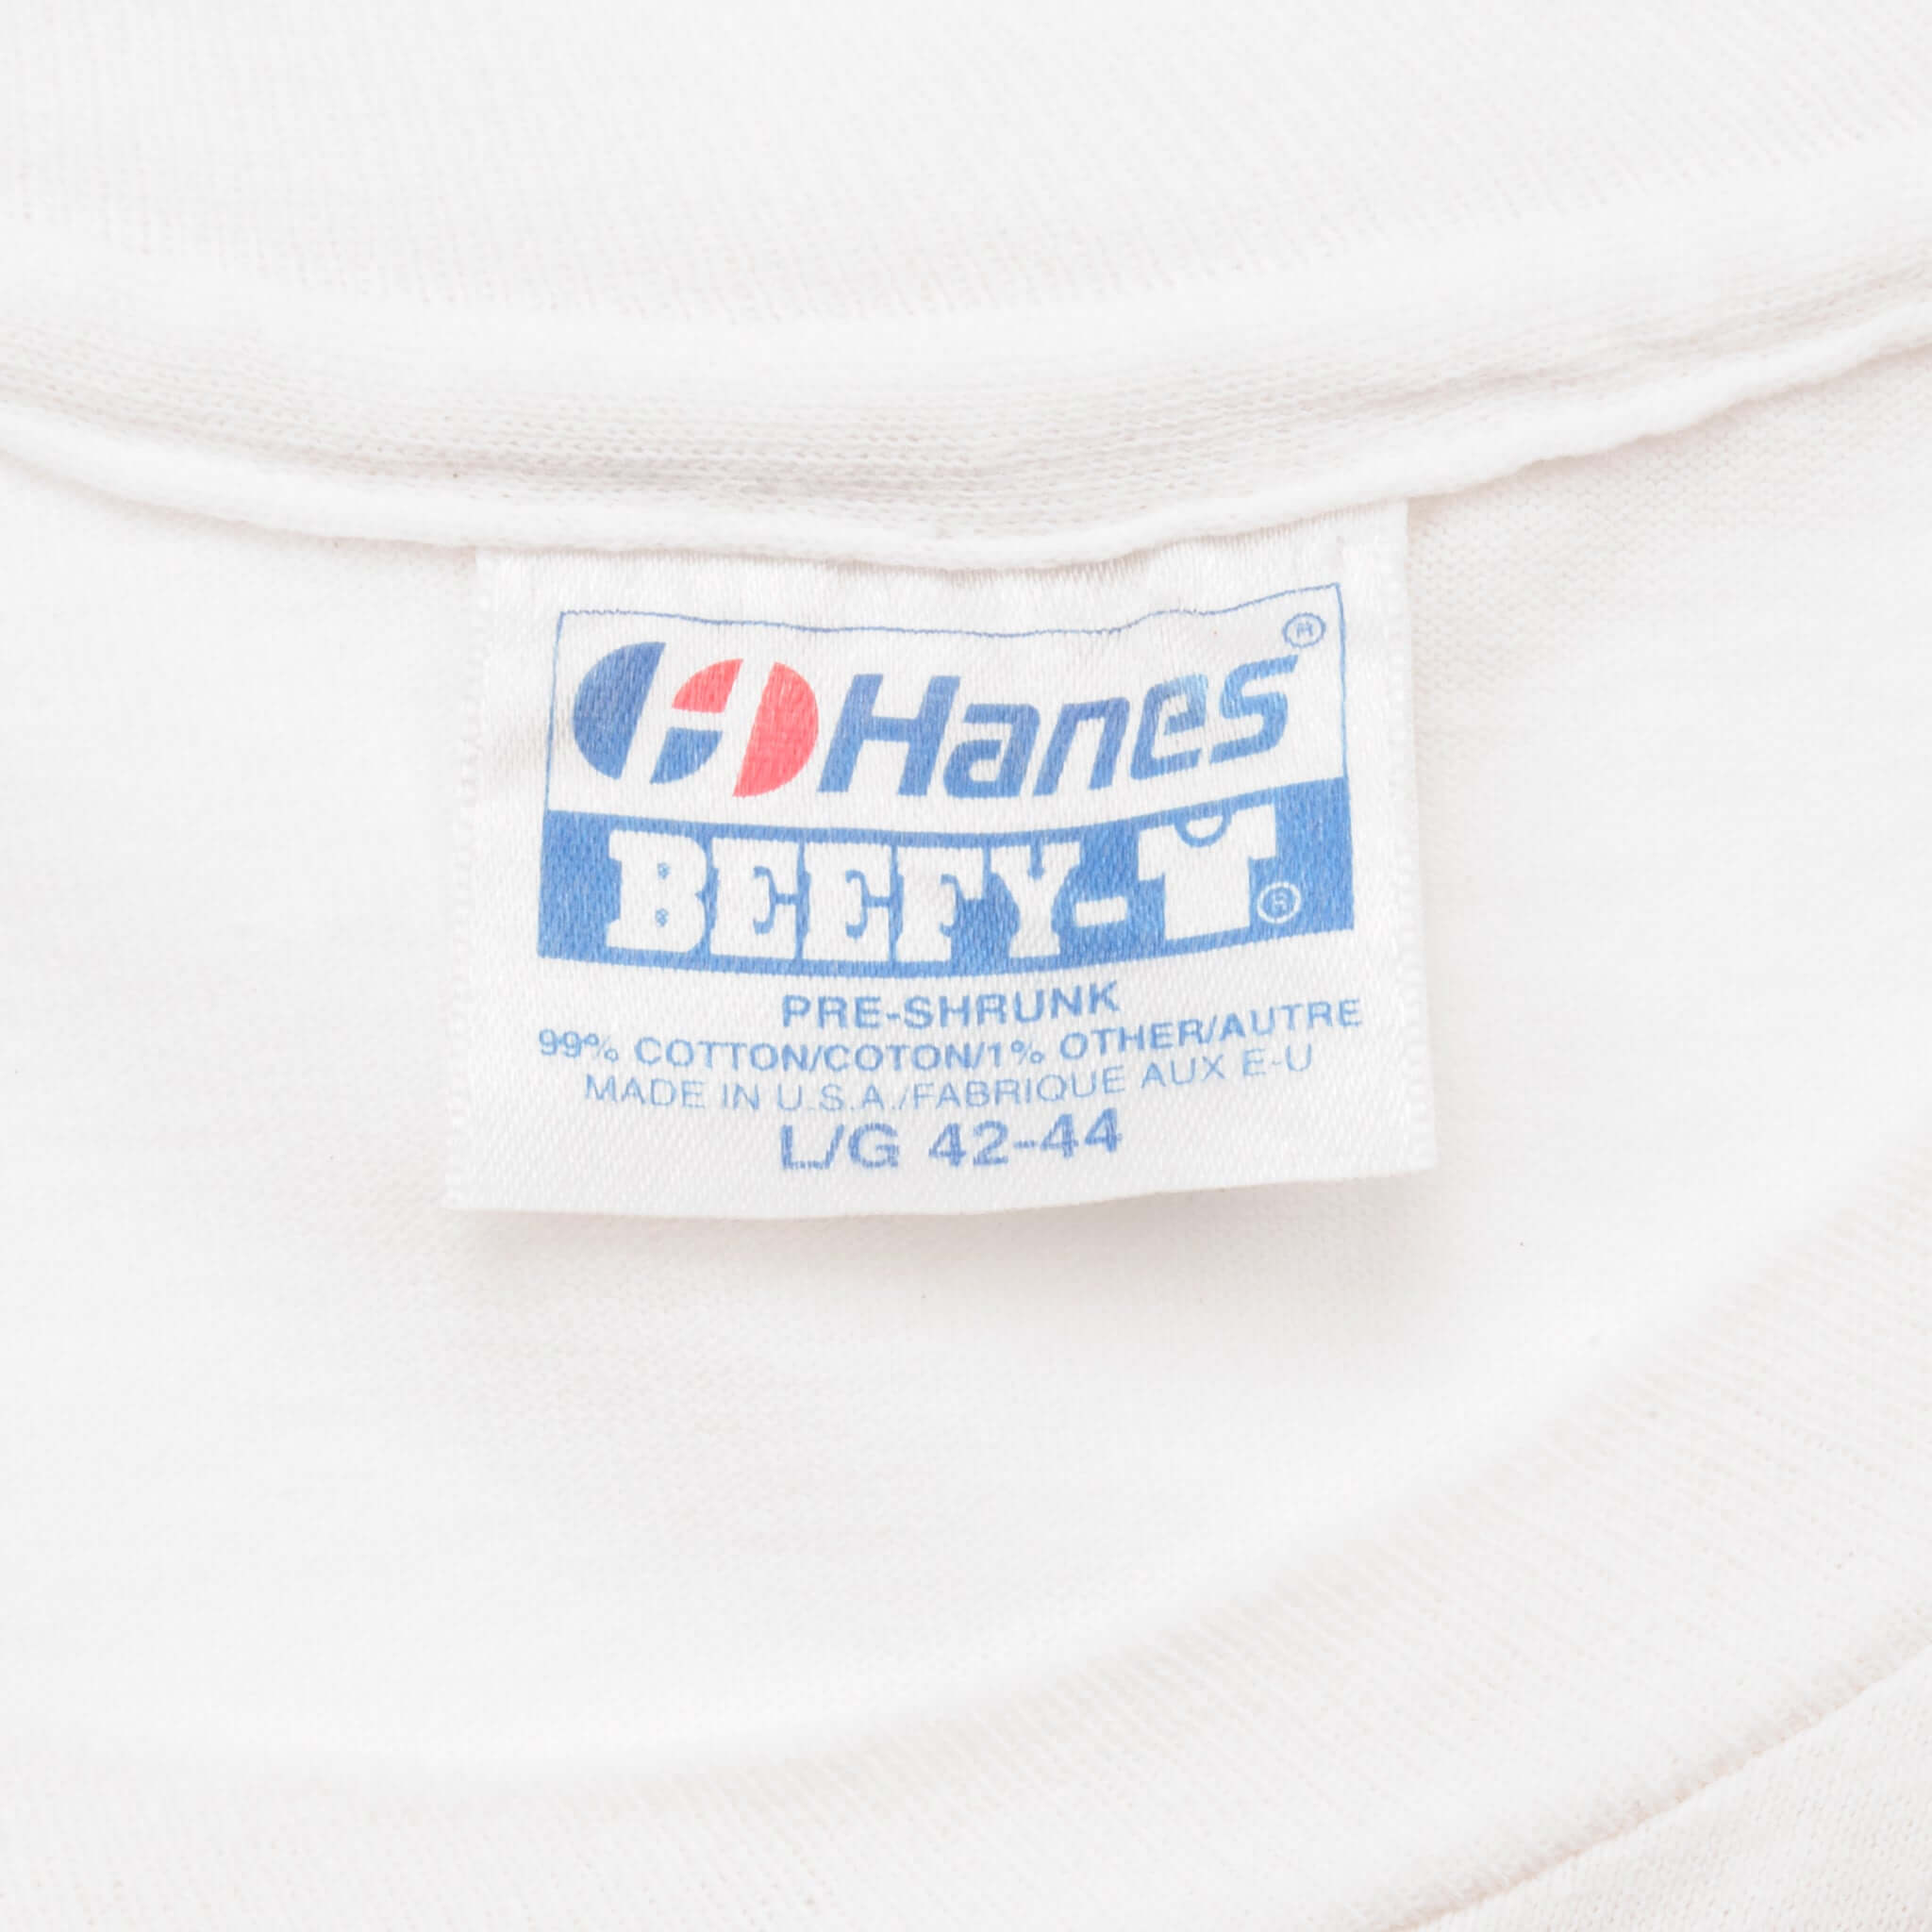 Hanes®
BEEFY-T®
PRE-SHRUNK
99% COTTON/COTON/1% OTHER/AUTRE
MADE IN U.S.A./FABRIQUE AUX E-U
L/G 42-44